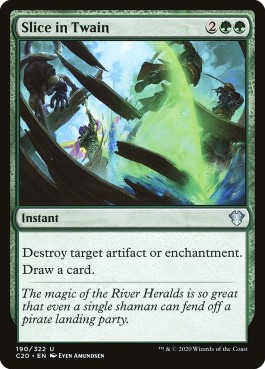 Slice in Twain 2
Instant
Destroy target artifact or enchantment.
Draw a card.
The magic of the River Heralds is so great
that even a single shaman can fend off a
pirate landing party.
190/322 U
C20 • EN Even Amundsen
™ & © 2020 Wizards of the Coast